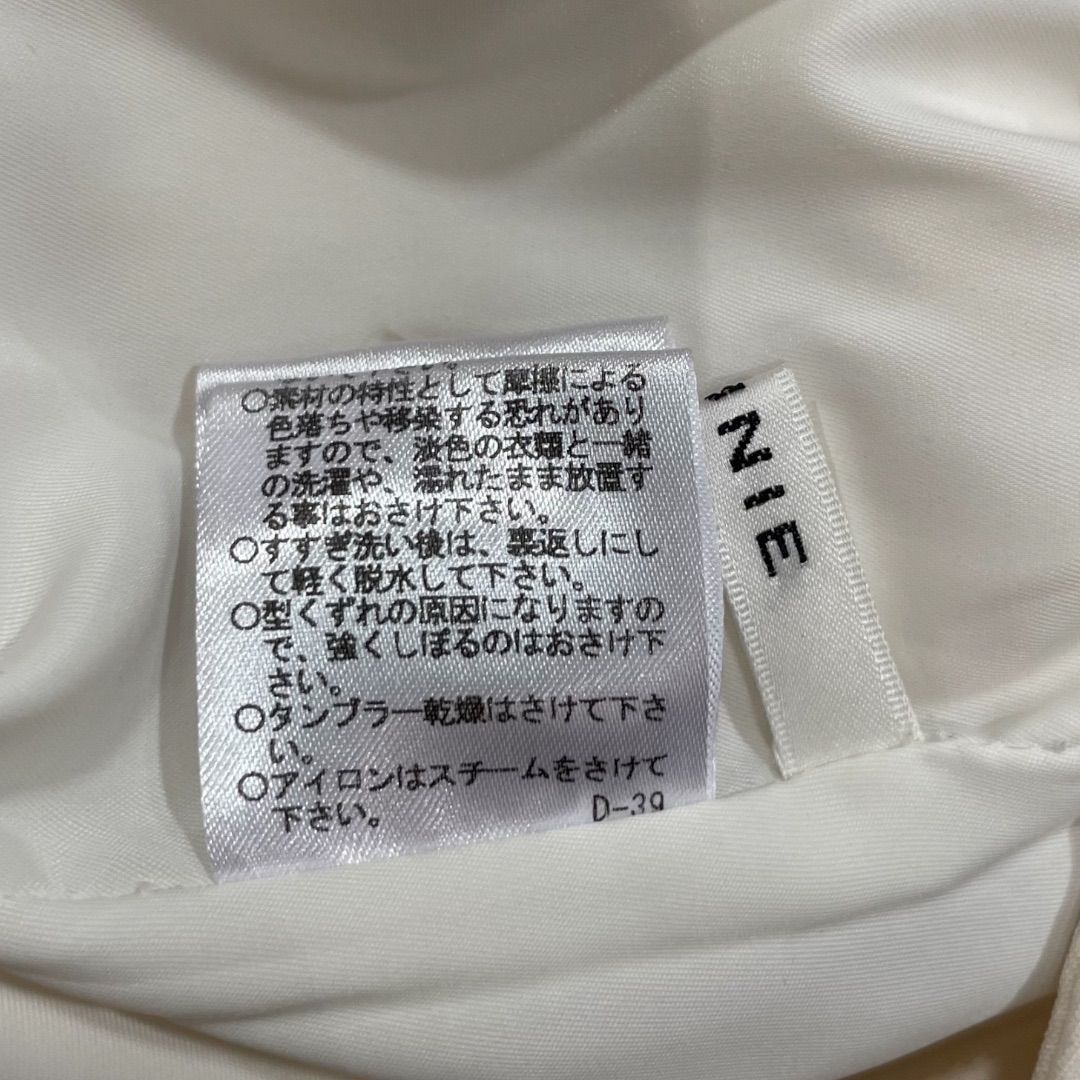 ○素材の特性として摩擦による
色落ちや移染する恐れがあり
ますので、淡色の衣類と一緒
の洗濯や、濡れたまま放置す
る事はおさけ下さい。
○すすぎ洗い後は、裏返しにし
て軽く脱水して下さい。
○型くずれの原因になりますの
で、強くしぼるのはおさけ下
さい。
○タンブラー乾燥はさけて下さ
い。
○アイロンはスチームをさけて
下さい。 D-39
NIE